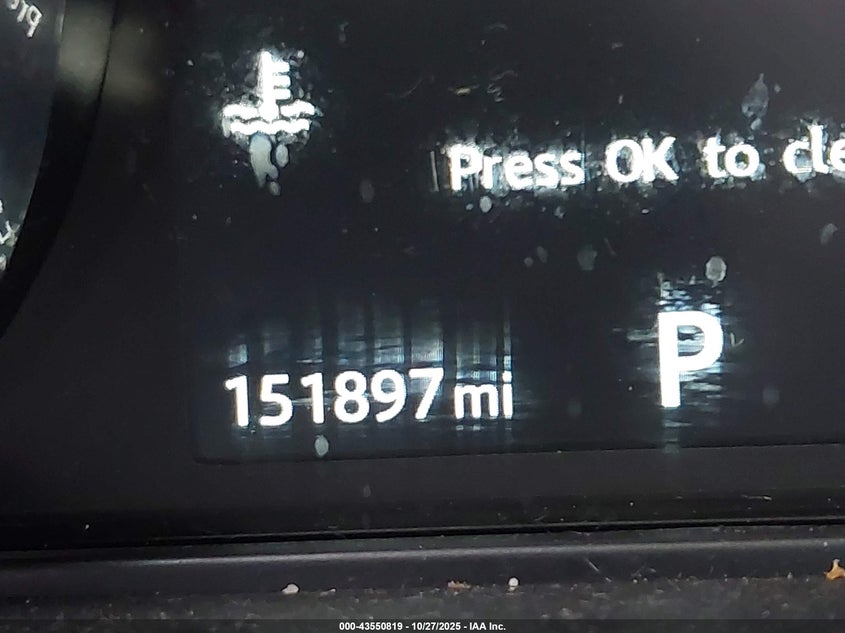 Press OK to cle
151897 mi
P
000-43550819 - 10/27/2025 - IAA Inc.